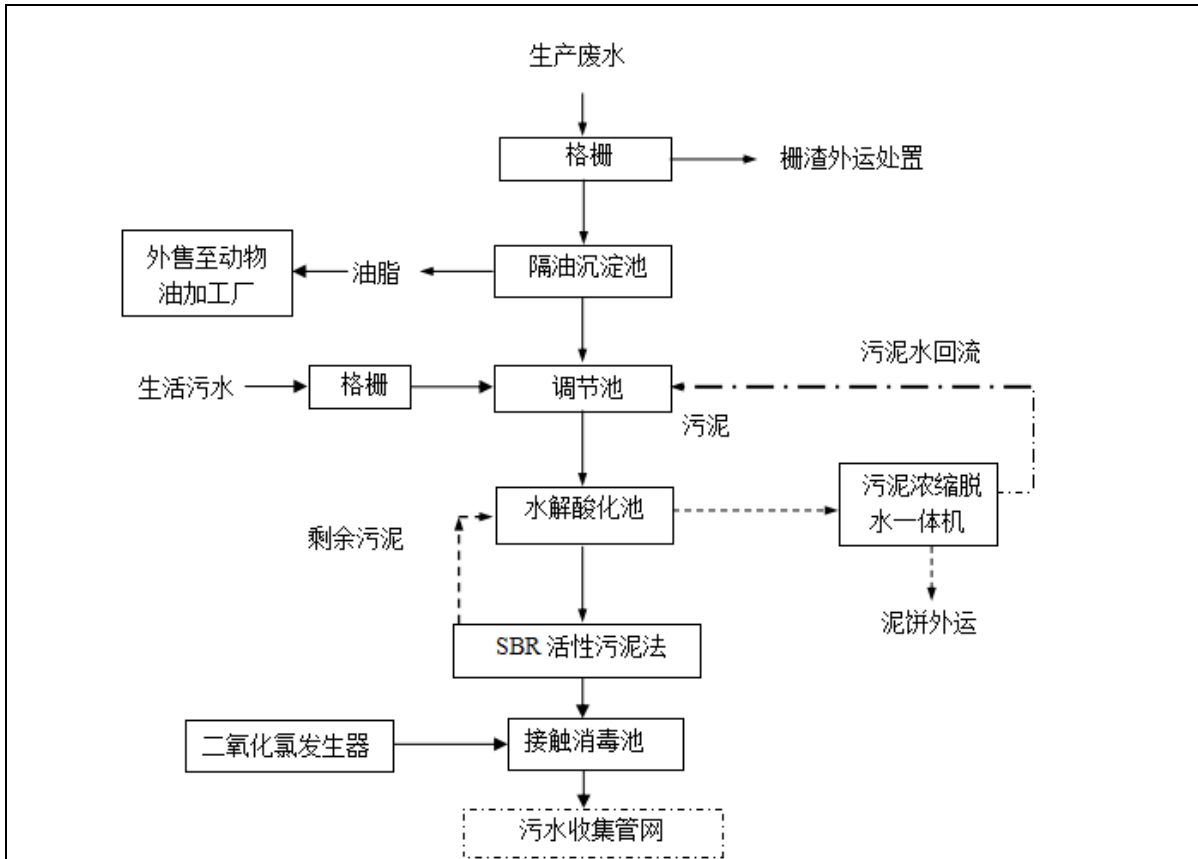 生产废水
格栅
栅渣外运处置
外售至动物
油加工厂
油脂
隔油沉淀池
污泥水回流
生活污水
格栅
调节池
污泥
水解酸化池
污泥浓缩脱
水一体机
剩余污泥
泥饼外运
SBR 活性污泥法
二氧化氯发生器
接触消毒池
污水收集管网